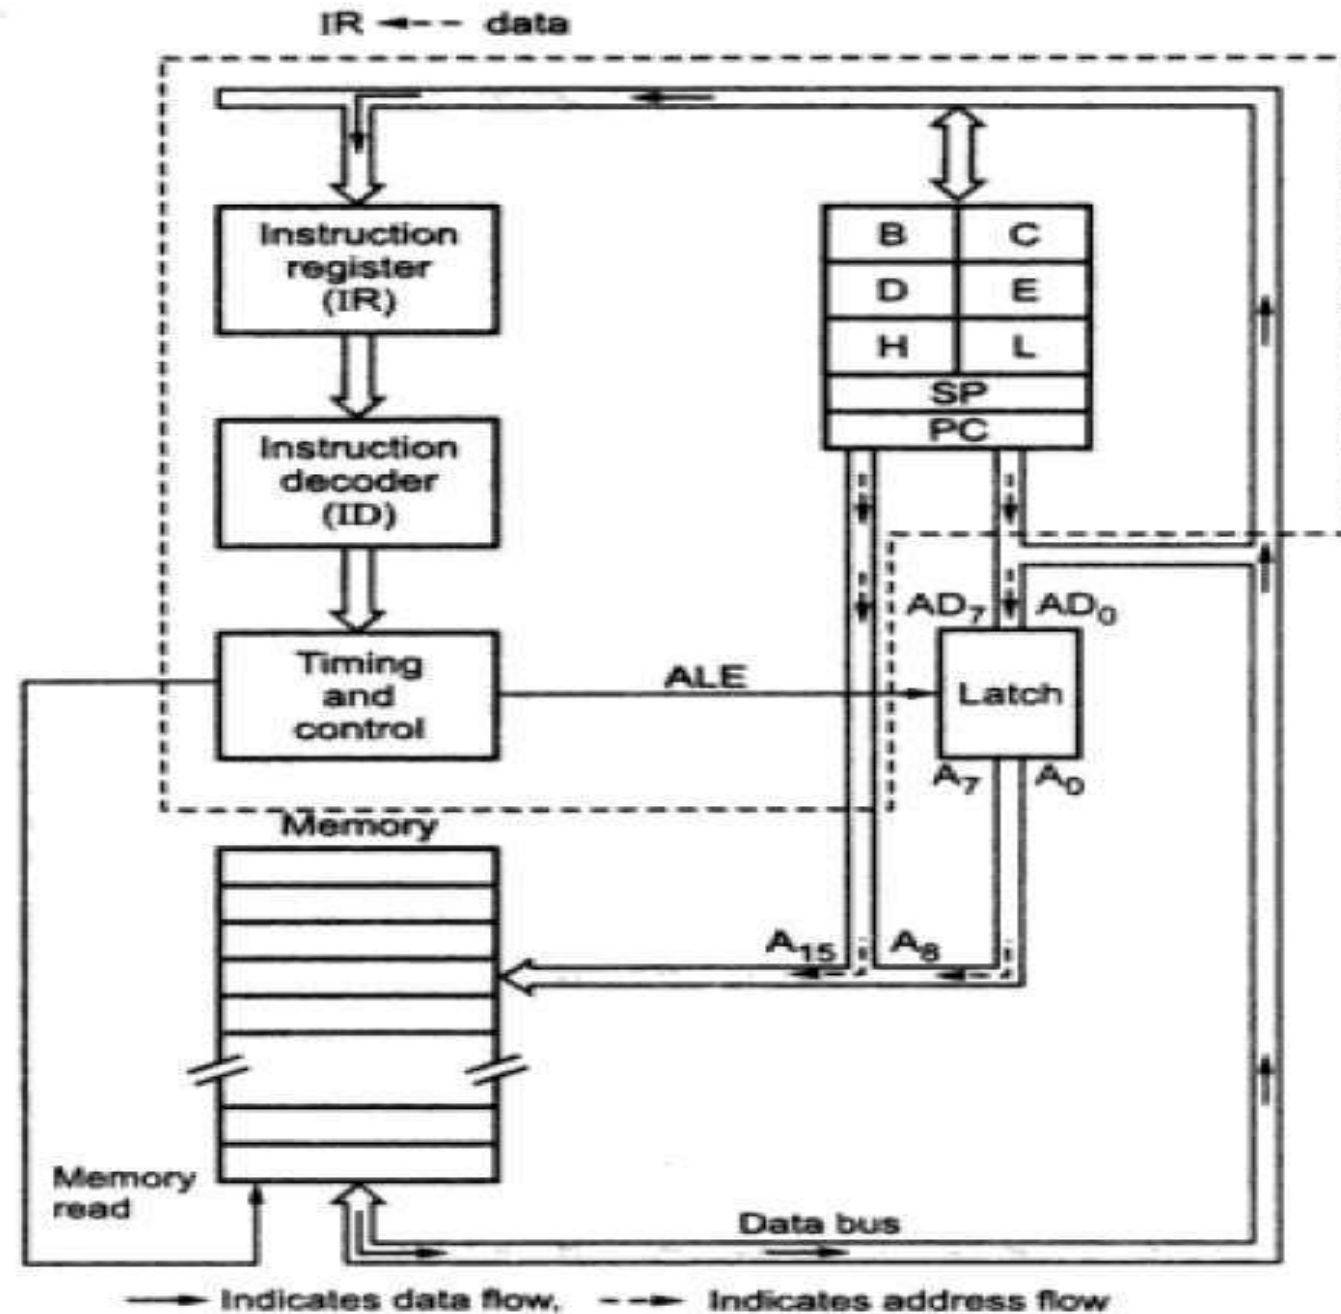 IR data
Instruction
register
(IR)
B C
D E
H L
SP
PC
Instruction
decoder
(ID)
AD7 AD0
Timing
and
control
ALE
Latch
A7 A0
Memory
A15 A8
Memory
read
Data bus
Indicates data flow, Indicates address flow